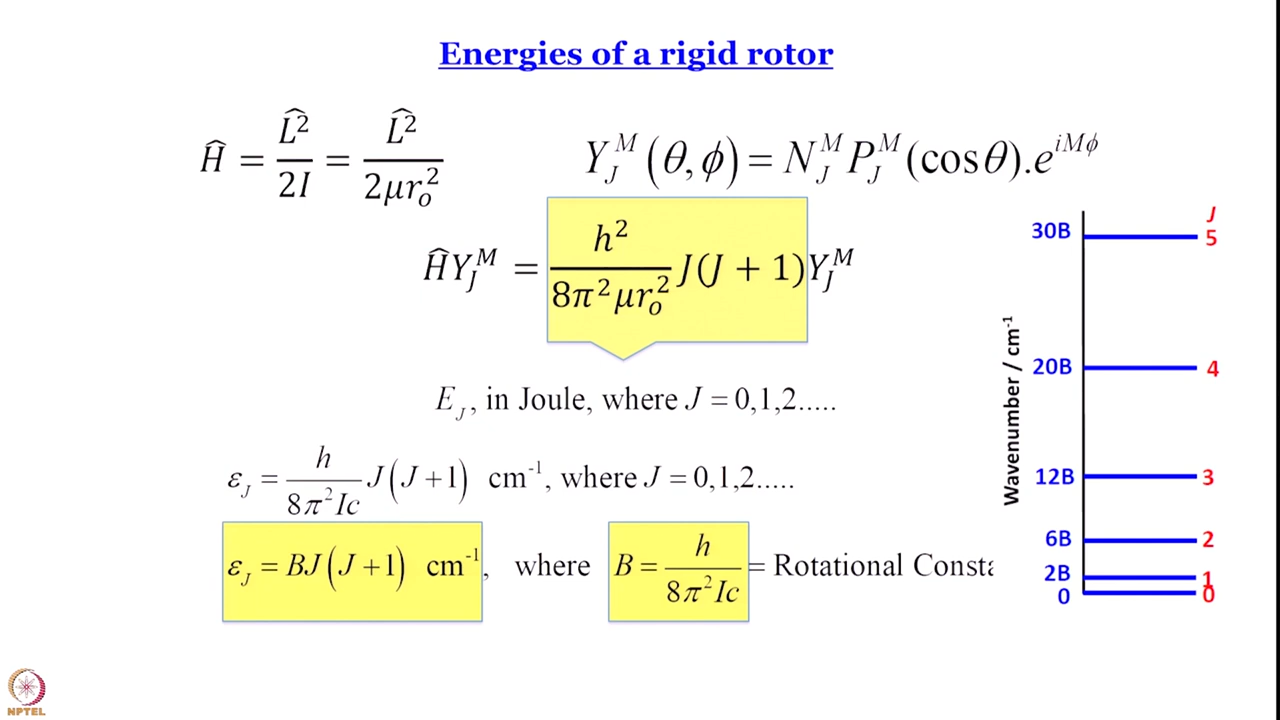 Energies of a rigid rotor
Ĥ = L̂²/2I = L̂²/2μr₀²
Y_J^M (θ, ϕ) = N_J^M P_J^M (cos θ).e^{iMϕ}
ĤY_J^M = h²/8π²μr₀² J(J + 1)Y_J^M
E_J, in Joule, where J = 0,1,2.....
ε_J = h/8π²Ic J(J+1) cm⁻¹, where J = 0,1,2.....
ε_J = BJ(J+1) cm⁻¹, where B = h/8π²Ic = Rotational Consta
Wavenumber / cm⁻¹
J
30B 5
20B 4
12B 3
6B 2
2B 1
0 0
NPTEL